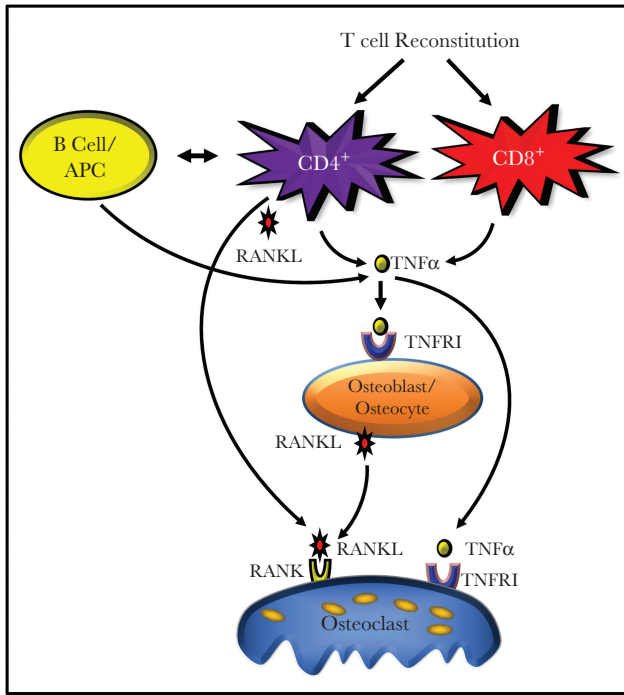 T cell Reconstitution
B Cell/
APC
CD4+
CD8+
RANKL
TNFα
TNFRI
Osteoblast/
Osteocyte
RANKL
RANKL
TNFα
RANK
TNFRI
Osteoclast